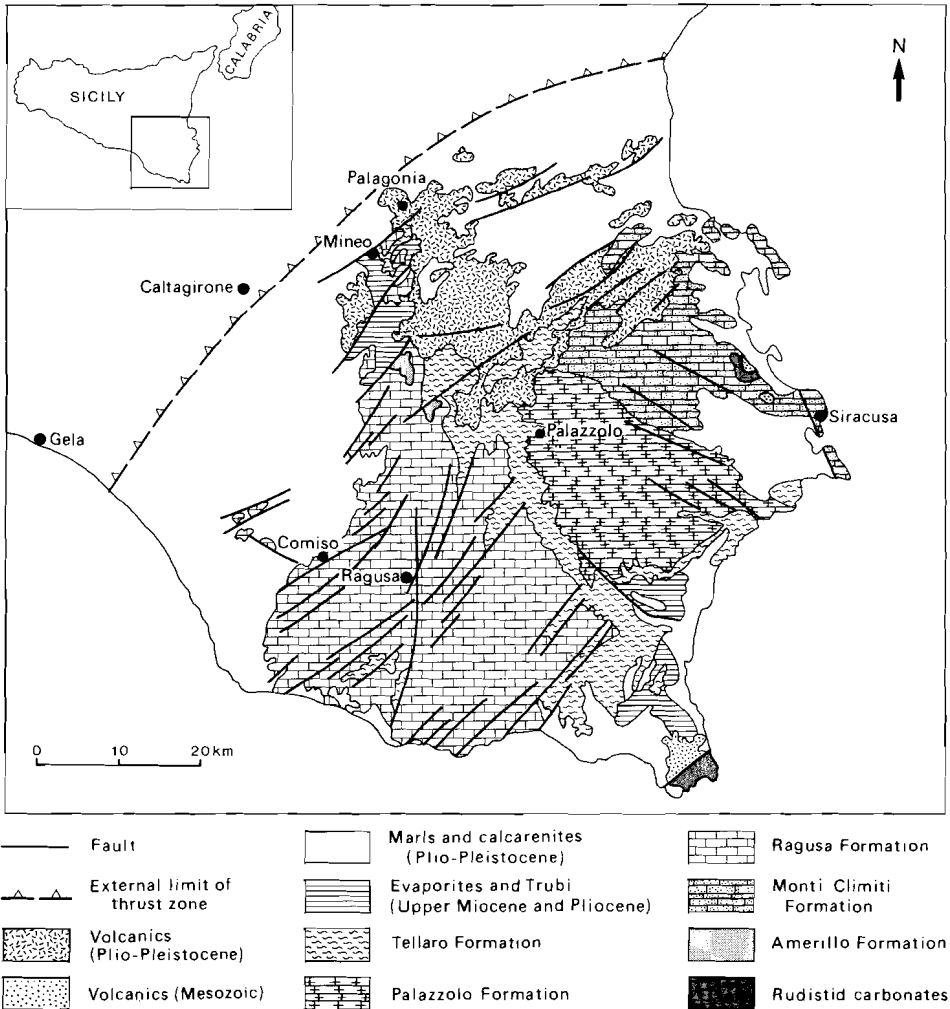 CALABRIA
SICILY
N
Palagonia
Mineo
Caltagirone
Siracusa
Gela
Palazzolo
Comiso
Ragusa
0 10 20 km
Fault
External limit of
thrust zone
Volcanics
(Plio-Pleistocene)
Volcanics (Mesozoic)
Marls and calcarenites
(Plio-Pleistocene)
Evaporites and Trubi
(Upper Miocene and Pliocene)
Tellaro Formation
Palazzolo Formation
Ragusa Formation
Monti Climiti
Formation
Amerillo Formation
Rudistid carbonates